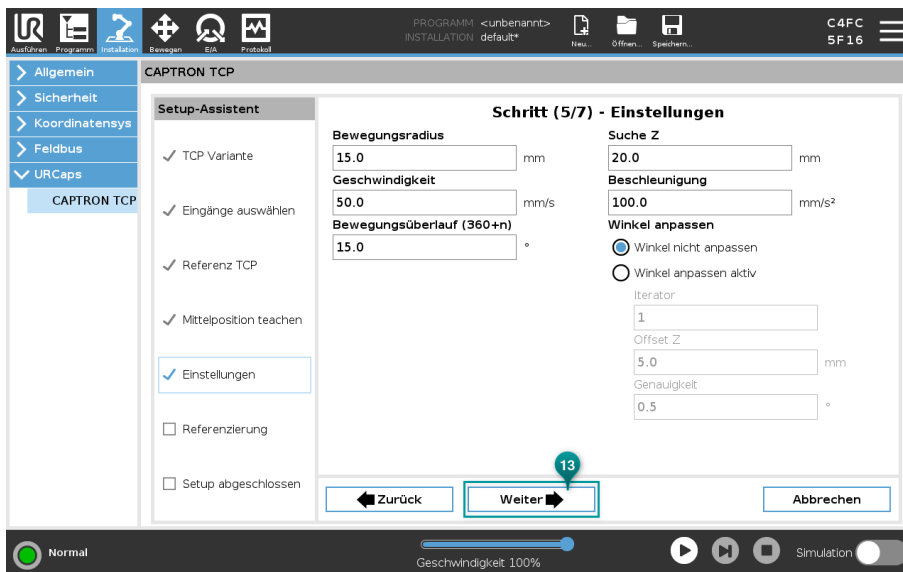 UR
Ausführen
Programm
Installation
Bewegen
E/A
Protokoll
PROGRAMM <unbenannt>
INSTALLATION default*
Neu...
Öffnen...
Speichern...
C4FC
5F16
Allgemein
Sicherheit
Koordinatensys
Feldbus
URCaps
CAPTRON TCP
CAPTRON TCP
Setup-Assistent
TCP Variante
Eingänge auswählen
Referenz TCP
Mittelposition teachen
Einstellungen
Referenzierung
Setup abgeschlossen
Schritt (5/7) - Einstellungen
Bewegungsradius
15.0 mm
Geschwindigkeit
50.0 mm/s
Bewegungsüberlauf (360+n)
15.0 °
Suche Z
20.0 mm
Beschleunigung
100.0 mm/s²
Winkel anpassen
Winkel nicht anpassen
Winkel anpassen aktiv
Iterator
1
Offset Z
5.0 mm
Genauigkeit
0.5 °
13
Zurück
Weiter
Abbrechen
Normal
Geschwindigkeit 100%
Simulation